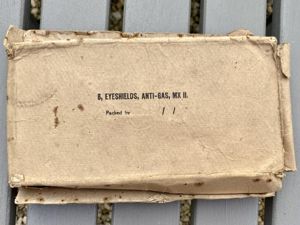 6, EYESHIELDS, ANTI-GAS, MK II.
Packed by / /